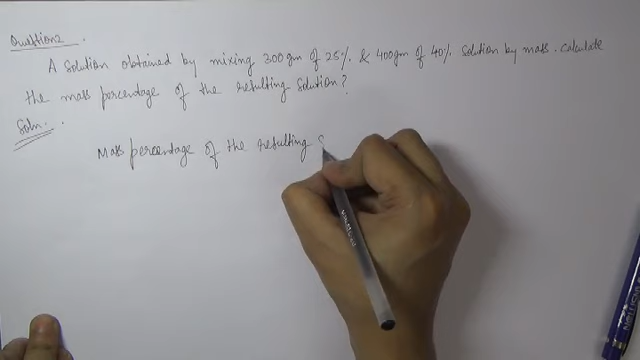 Question2.
A solution obtained by mixing 300gm of 25% & 400gm of 40% solution by mass. calculate
the mass percentage of the resulting solution?
Soln.
Mass percentage of the resulting s